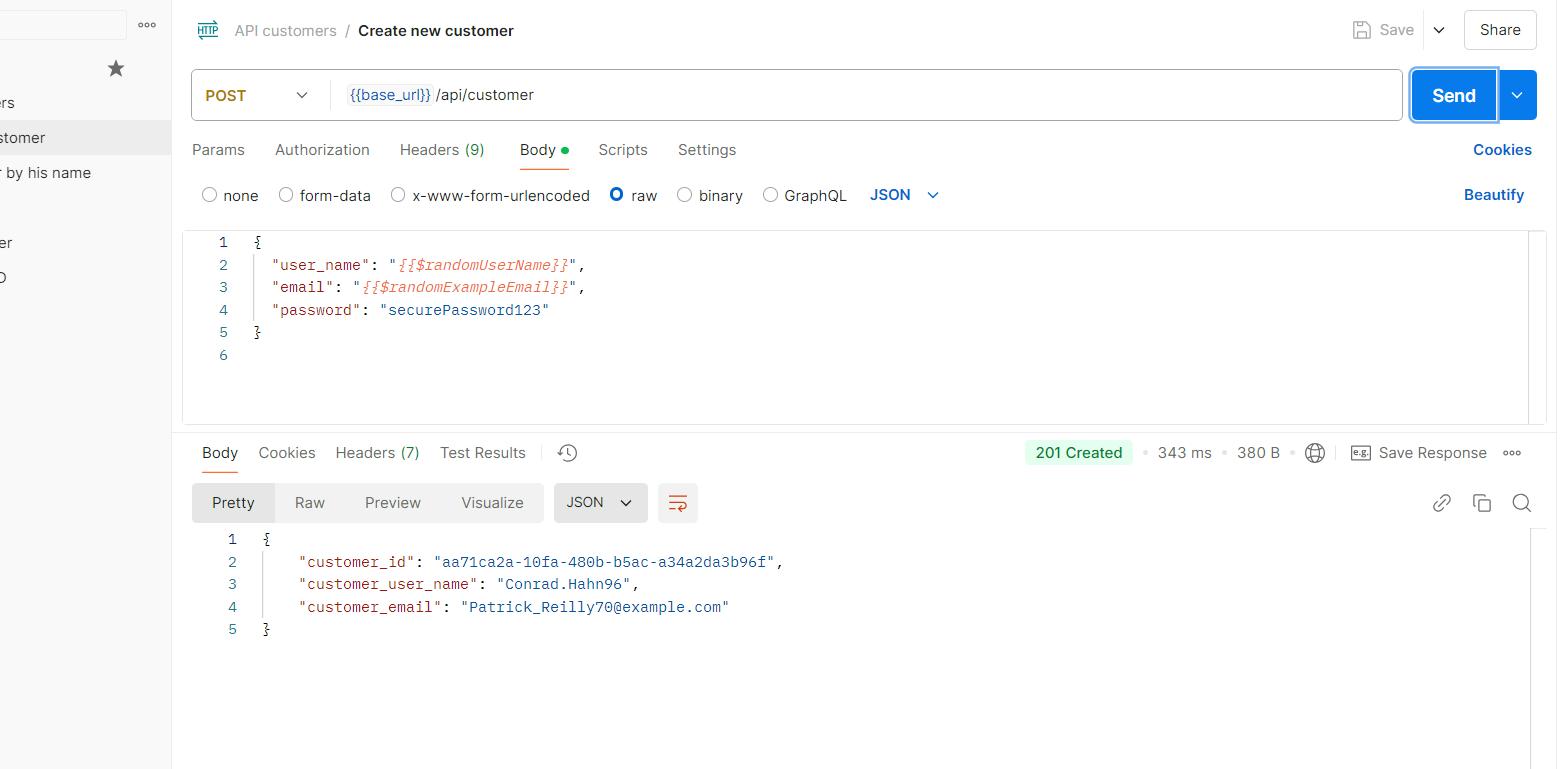 HTTP API customers / Create new customer Save Share
ers
stomer
r by his name
er
POST {{base_url}} /api/customer Send
Params Authorization Headers (9) Body Scripts Settings Cookies
none form-data x-www-form-urlencoded raw binary GraphQL JSON Beautify
1 {
2 "user_name": "{{$randomUserName}}",
3 "email": "{{$randomExampleEmail}}",
4 "password": "securePassword123"
5 }
6
Body Cookies Headers (7) Test Results 201 Created 343 ms 380 B e.g. Save Response
Pretty Raw Preview Visualize JSON
1 {
2 "customer_id": "aa71ca2a-10fa-480b-b5ac-a34a2da3b96f",
3 "customer_user_name": "Conrad.Hahn96",
4 "customer_email": "Patrick_Reilly70@example.com"
5 }